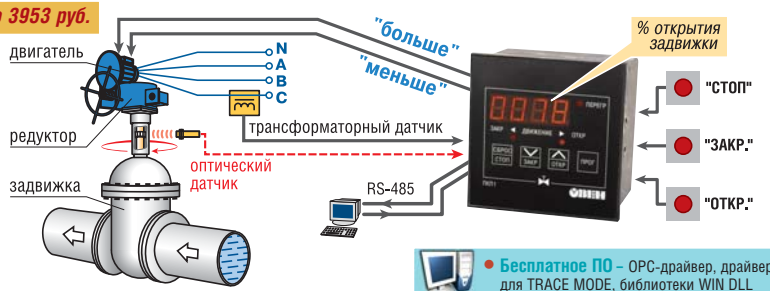 3953 руб.
двигатель
N
A
B
C
"больше"
"меньше"
% открытия
задвижки
ПЕРЕГР
ЗАКР ДВИЖЕНИЕ ОТКР
СБРОС
СТОП
ЗАКР
ОТКР
ПРОГ
ПКП1
ОВЕН
"СТОП"
"ЗАКР."
"ОТКР."
трансформаторный датчик
редуктор
оптический
датчик
задвижка
RS-485
• Бесплатное ПО – ОРС-драйвер, драйвер
для TRACE MODE, библиотеки WIN DLL